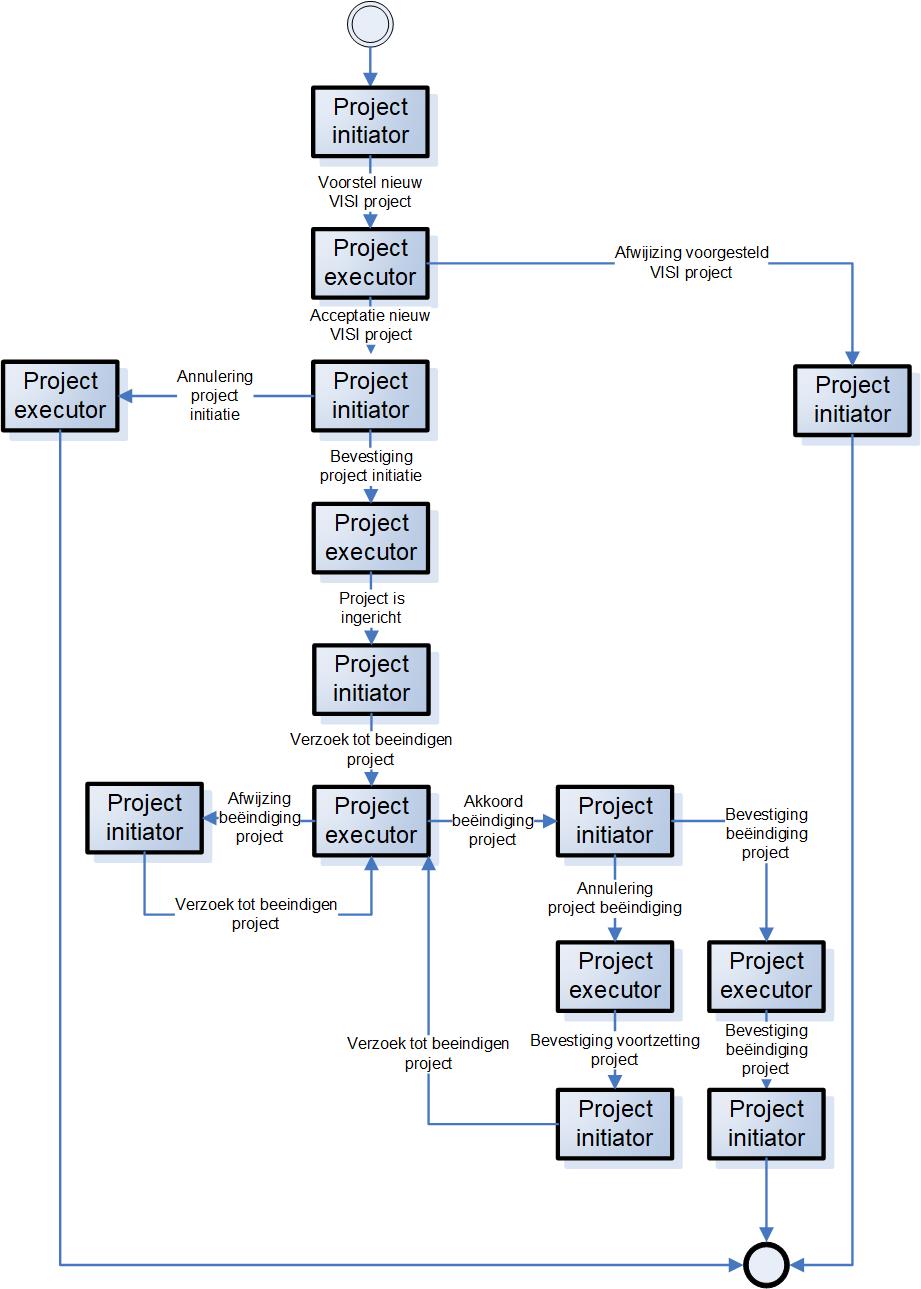 Project
initiator
Voorstel nieuw
VISI project
Project
executor
Afwijizing voorgesteld
VISI project
Acceptatie nieuw
VISI project
Project
executor
Annulering
project
initiatie
Project
initiator
Project
initiator
Bevestiging
project initiatie
Project
executor
Project is
ingericht
Project
initiator
Verzoek tot beeindigen
project
Project
initiator
Afwijzing
beëindiging
project
Project
executor
Akkoord
beëindiging
project
Project
initiator
Bevestiging
beëindiging
project
Verzoek tot beeindigen
project
Annulering
project beëindiging
Project
executor
Project
executor
Verzoek tot beeindigen
project
Bevestiging voortzetting
project
Bevestiging
beëindiging
project
Project
initiator
Project
initiator